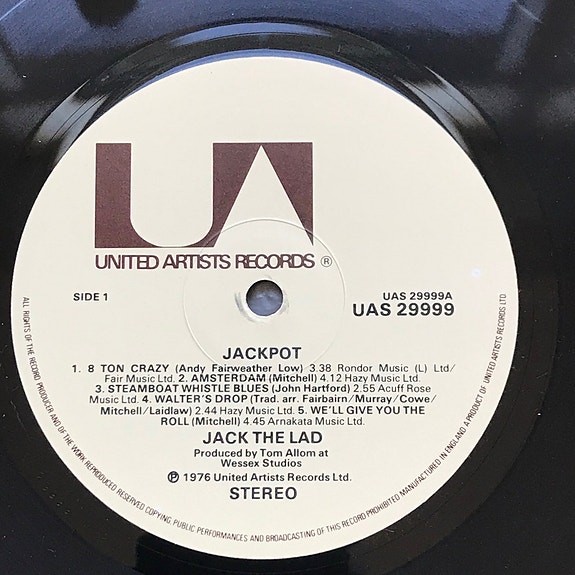 UA
UNITED ARTISTS RECORDS ®
SIDE 1
UAS 29999A
UAS 29999
JACKPOT
1. 8 TON CRAZY (Andy Fairweather Low) 3.38 Rondor Music (L) Ltd/
Fair Music Ltd. 2. AMSTERDAM (Mitchell) 4.12 Hazy Music Ltd.
3. STEAMBOAT WHISTLE BLUES (John Hartford) 2.55 Acuff Rose
Music Ltd. 4. WALTER'S DROP (Trad. arr. Fairbairn/Murray/Cowe/
Mitchell/Laidlaw) 2.44 Hazy Music Ltd. 5. WE'LL GIVE YOU THE
ROLL (Mitchell) 4.45 Arnakata Music Ltd.
JACK THE LAD
Produced by Tom Allom at
Wessex Studios
℗ 1976 United Artists Records Ltd.
STEREO
ALL RIGHTS OF THE RECORD PRODUCER AND OF THE WORK REPRODUCED RESERVED COPYING PUBLIC PERFORMANCES AND BROADCASTING OF THIS RECORD PROHIBITED MANUFACTURED IN ENGLAND A PRODUCT OF UNITED ARTISTS RECORDS LTD